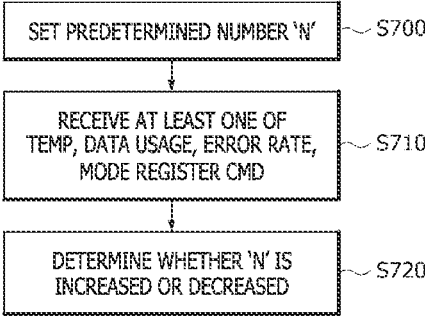 SET PREDETERMINED NUMBER 'N'
S700
RECEIVE AT LEAST ONE OF
TEMP, DATA USAGE, ERROR RATE,
MODE REGISTER CMD
S710
DETERMINE WHETHER 'N' IS
INCREASED OR DECREASED
S720